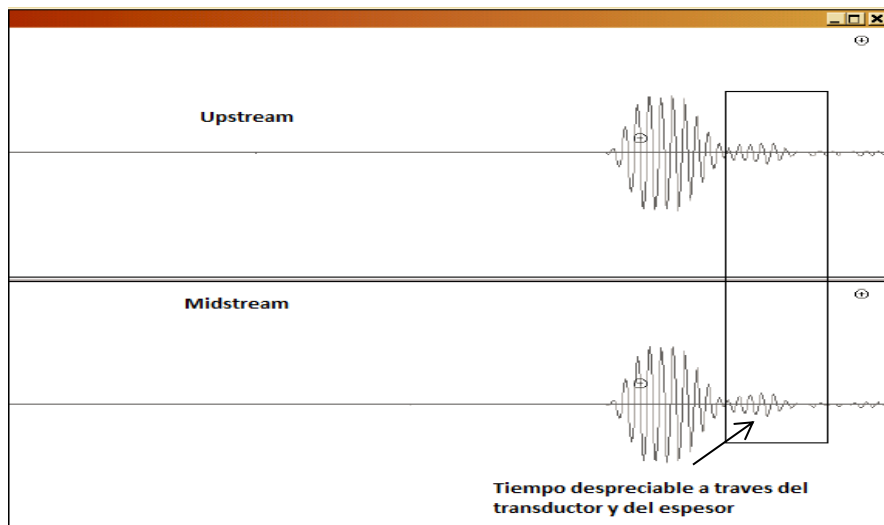 Upstream
Midstream
Tiempo despreciable a traves del
transductor y del espesor